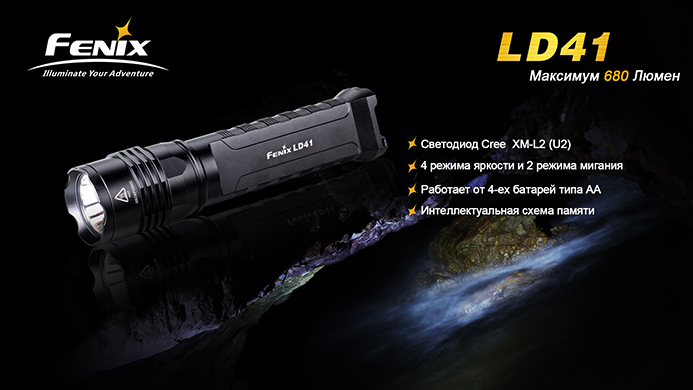 FENIX
Illuminate Your Adventure
LD41
Максимум 680 Люмен
FENIX LD41
Светодиод Cree XM-L2 (U2)
4 режима яркости и 2 режима мигания
Работает от 4-ех батарей типа АА
Интеллектуальная схема памяти